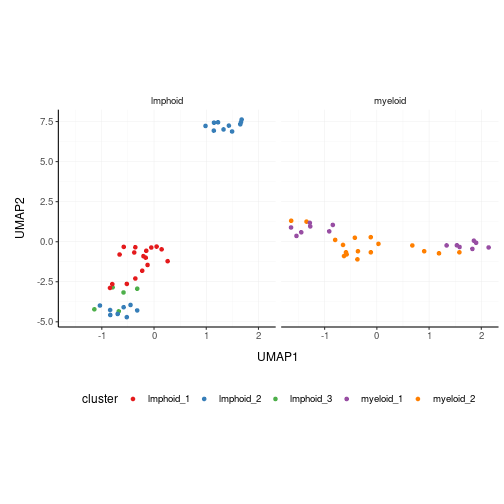 lmphoid myeloid
7.5
5.0
2.5
0.0
-2.5
-5.0
UMAP2
-1 0 1 2 -1 0 1 2
UMAP1
cluster lmphoid_1 lmphoid_2 lmphoid_3 myeloid_1 myeloid_2